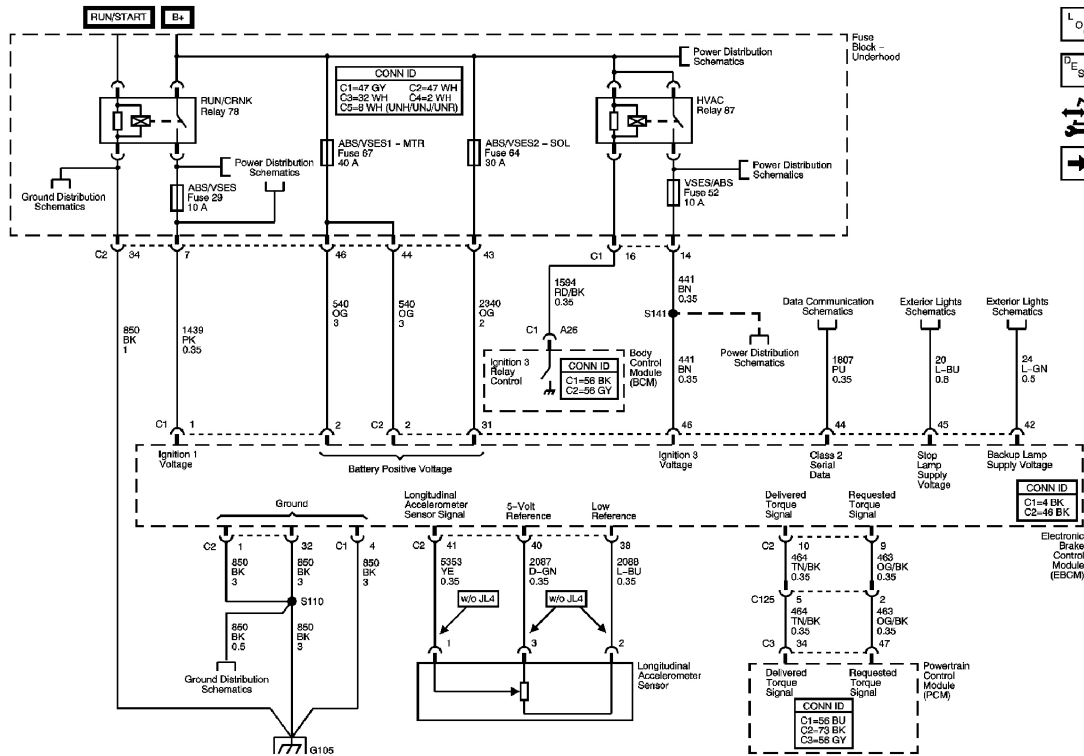 RUN/START
B+
L O
D E S
Fuse
Block –
Underhood
Power Distribution
Schematics
CONN ID
C1=47 GY C2=47 WH
C3=32 WH C4=2 WH
C5=8 WH (UNH/UNJ/UNR)
RUN/CRNK
Relay 78
HVAC
Relay 87
ABS/VSES1 – MTR
Fuse 67
40 A
ABS/VSES2 – SOL
Fuse 64
30 A
Ground Distribution
Schematics
ABS/VSES
Fuse 29
10 A
Power Distribution
Schematics
VSES/ABS
Fuse 52
10 A
Power Distribution
Schematics
C2 34 7 46 44 43 C1 16 14
850
BK
1
1439
PK
0.35
540
OG
3
540
OG
3
2340
OG
2
1594
RD/BK
0.35
441
BN
0.35
S141
Power Distribution
Schematics
Data Communication
Schematics
Exterior Lights
Schematics
Exterior Lights
Schematics
C1 A26
Ignition 3
Relay
Control
CONN ID
C1=56 BK
C2=56 GY
Body
Control
Module
(BCM)
441
BN
0.35
1807
PU
0.35
20
L-BU
0.8
24
L-GN
0.5
C1 1 2 C2 2 31 46 44 45 42
Ignition 1
Voltage
Battery Positive Voltage
Ignition 3
Voltage
Class 2
Serial
Data
Stop
Lamp
Supply
Voltage
Backup Lamp
Supply Voltage
CONN ID
C1=4 BK
C2=46 BK
Ground
Longitudinal
Accelerometer
Sensor Signal
5-Volt
Reference
Low
Reference
Delivered
Torque
Signal
Requested
Torque
Signal
Electronic
Brake
Control
Module
(EBCM)
C2 1 32 C1 4 C2 41 40 38 C2 10 9
850
BK
3
850
BK
3
850
BK
3
5353
YE
0.35
2087
D-GN
0.35
2088
L-BU
0.35
464
TN/BK
0.35
463
OG/BK
0.35
w/o JL4
w/o JL4
C125 5 2
S110
850
BK
0.5
850
BK
3
464
TN/BK
0.35
463
OG/BK
0.35
1 3 2
C3 34 47
Ground Distribution
Schematics
Longitudinal
Accelerometer
Sensor
Delivered
Torque
Signal
Requested
Torque
Signal
Powertrain
Control
Module
(PCM)
CONN ID
C1=56 BU
C2=73 BK
C3=56 GY
G105